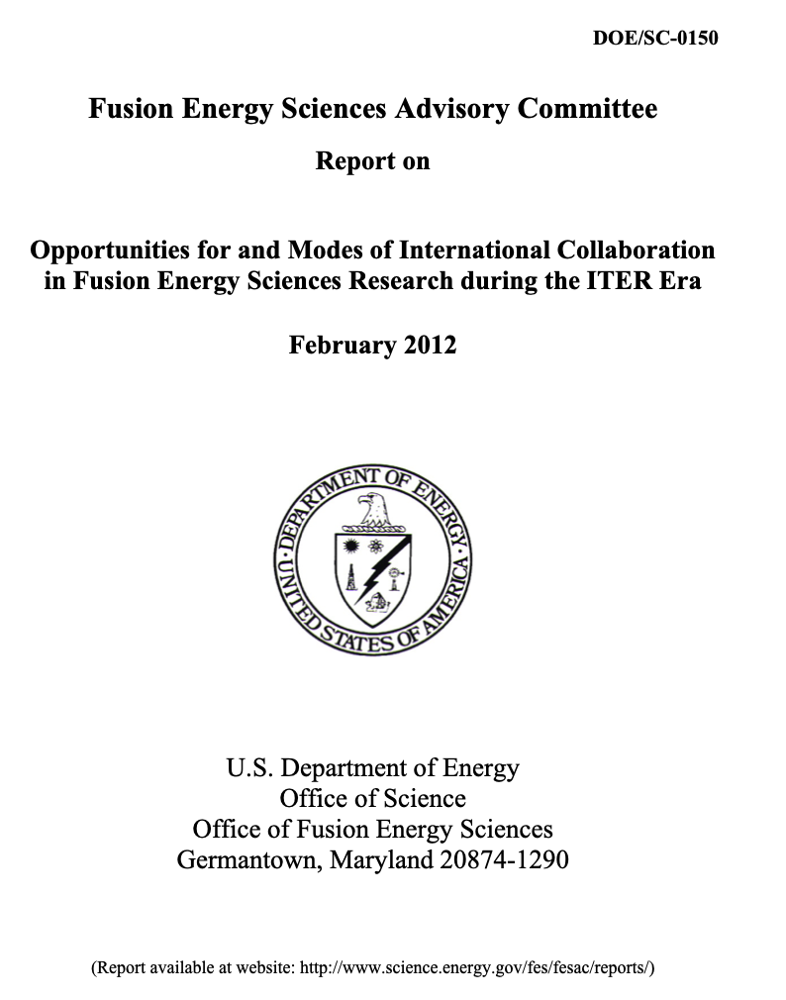 DOE/SC-0150
Fusion Energy Sciences Advisory Committee
Report on
Opportunities for and Modes of International Collaboration
in Fusion Energy Sciences Research during the ITER Era
February 2012
DEPARTMENT OF ENERGY
UNITED STATES OF AMERICA
U.S. Department of Energy
Office of Science
Office of Fusion Energy Sciences
Germantown, Maryland 20874-1290
(Report available at website: http://www.science.energy.gov/fes/fesac/reports/)